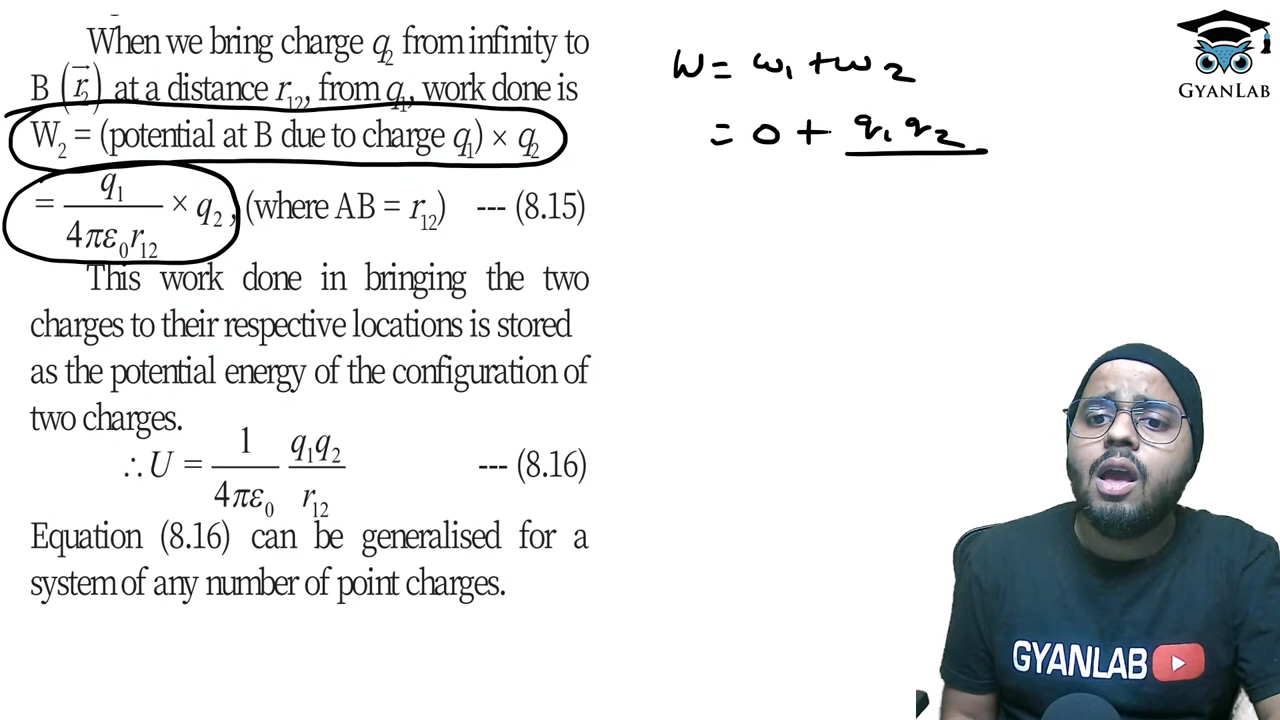 When we bring charge q₂ from infinity to
B (r⃗₂) at a distance r₁₂, from q₁, work done is
W₂ = (potential at B due to charge q₁) × q₂
= q₁/4πε₀r₁₂ × q₂, (where AB = r₁₂) --- (8.15)
This work done in bringing the two
charges to their respective locations is stored
as the potential energy of the configuration of
two charges.
∴ U = 1/4πε₀ q₁q₂/r₁₂ --- (8.16)
Equation (8.16) can be generalised for a
system of any number of point charges.
W = w₁ + w₂
= 0 + q₁ q₂
GYANLAB
GYANLAB